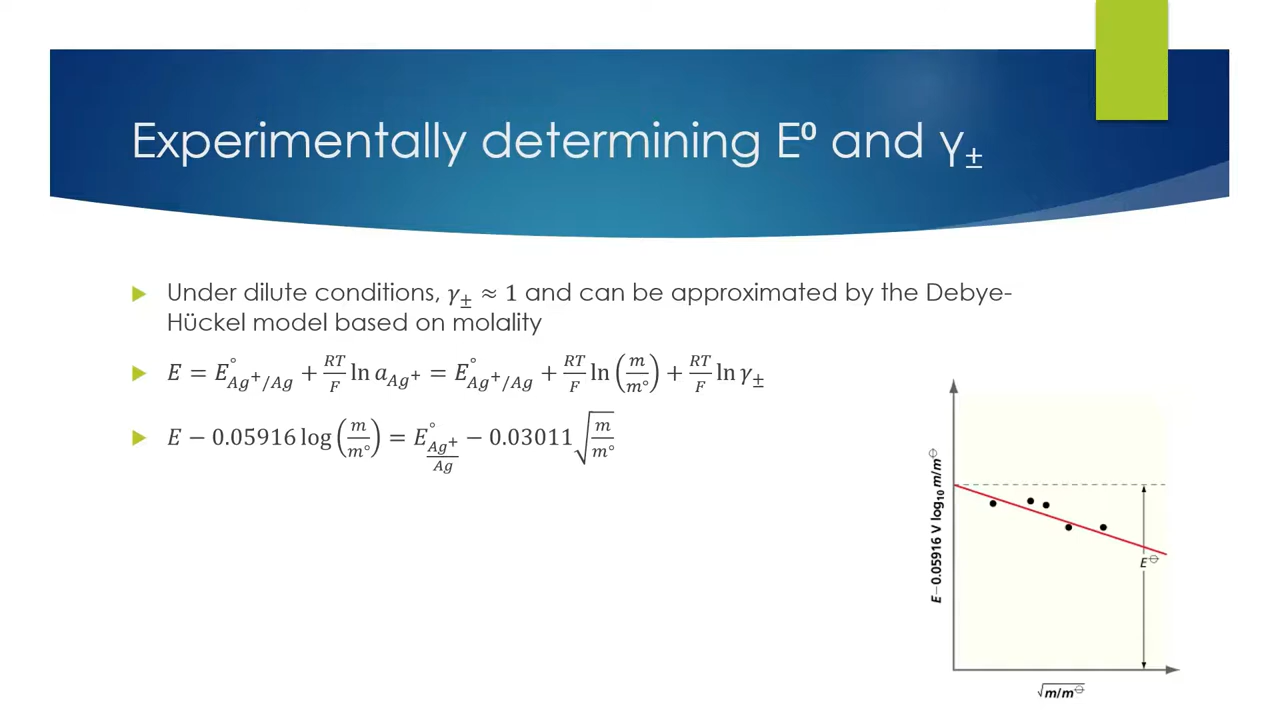 Experimentally determining E⁰ and γ±
Under dilute conditions, γ± ≈ 1 and can be approximated by the Debye-
Hückel model based on molality
E = E°Ag⁺/Ag + RT/F ln aAg⁺ = E°Ag⁺/Ag + RT/F ln (m/m°) + RT/F ln γ±
E − 0.05916 log (m/m°) = E°Ag⁺/Ag − 0.03011 √(m/m°)
E−0.05916 V log₁₀ m/m⊖
E⊖
√m/m⊖